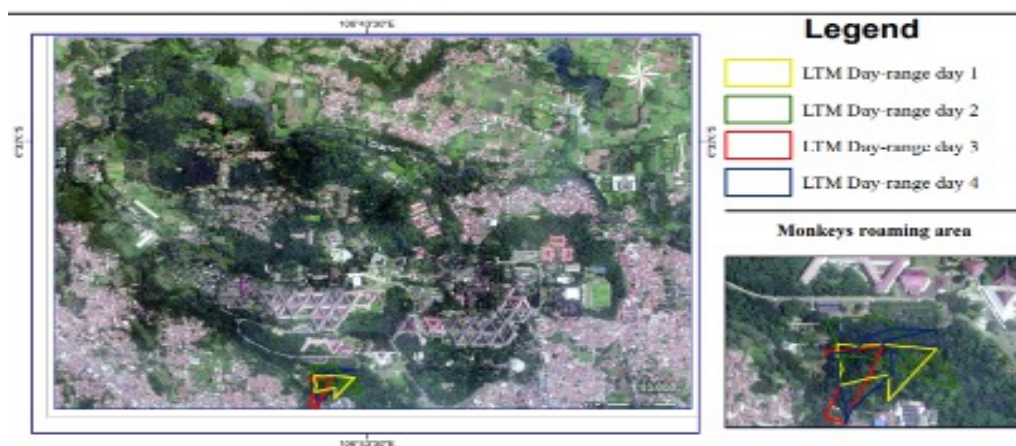 Legend
LTM Day-range day 1
LTM Day-range day 2
LTM Day-range day 3
LTM Day-range day 4
Monkeys roaming area